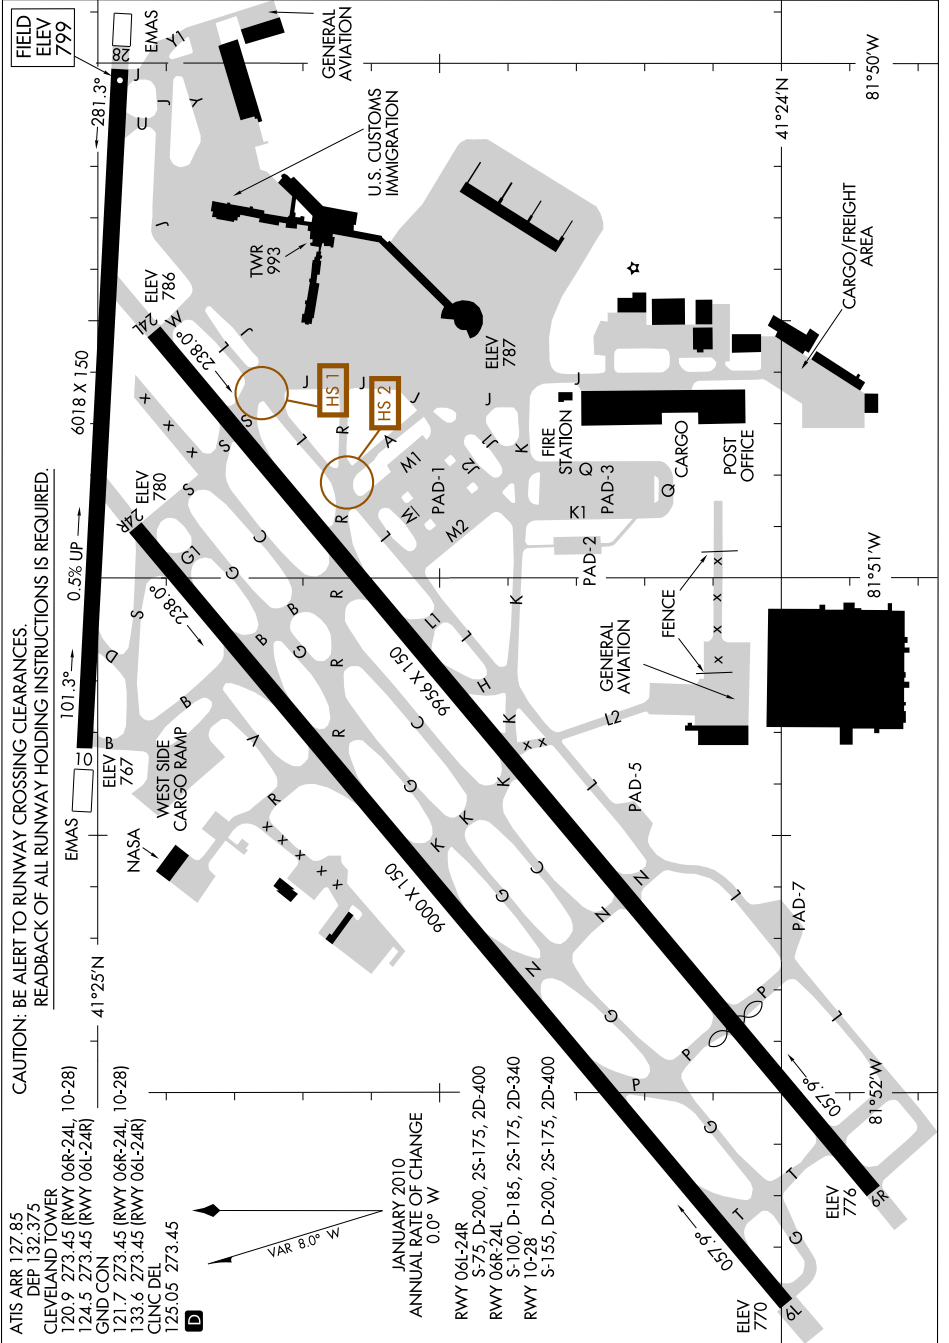 CAUTION: BE ALERT TO RUNWAY CROSSING CLEARANCES.
READBACK OF ALL RUNWAY HOLDING INSTRUCTIONS IS REQUIRED.
FIELD
ELEV
799
ATIS ARR 127.85
DEP 132.375
CLEVELAND TOWER
120.9 273.45 (RWY 06R-24L, 10-28)
124.5 273.45 (RWY 06L-24R)
GND CON
121.7 273.45 (RWY 06R-24L, 10-28)
133.6 273.45 (RWY 06L-24R)
CLNC DEL
125.05 273.45
D
VAR 8.0° W
JANUARY 2010
ANNUAL RATE OF CHANGE
0.0° W
RWY 06L-24R
S-75, D-200, 2S-175, 2D-400
RWY 06R-24L
S-100, D-185, 2S-175, 2D-340
RWY 10-28
S-155, D-200, 2S-175, 2D-400
41°25'N
41°24'N
81°50'W
81°51'W
81°52'W
EMAS
10
ELEV
767
101.3°
0.5% UP
6018 X 150
281.3°
28
EMAS
NASA
WEST SIDE
CARGO RAMP
24R
ELEV
780
238.0°
9000 X 150
057.9°
6L
ELEV
770
24L
ELEV
786
238.0°
9956 X 150
057.9°
6R
ELEV
776
GENERAL
AVIATION
U.S. CUSTOMS
IMMIGRATION
TWR
993
ELEV
787
HS 1
HS 2
PAD-1
PAD-2
PAD-3
PAD-5
PAD-7
FIRE
STATION
CARGO
POST
OFFICE
CARGO/FREIGHT
AREA
GENERAL
AVIATION
FENCE
Y1
J
J
Y
U
J
W
L
J
J
J
J
J
J1
J2
A
M1
M
M2
L
R
R
R
R
R
R
L
S
S
S
S
G1
C
G
B
B
G
D
B
B
V
L1
L
H
K
K
K
K
K
K
K1
Q
Q
L2
C
G
C
G
L
N
N
N
L
P
P
P
G
L
G
T
T
G
X
X
X
X
X
X
X
X
X
X
X
X
X
X